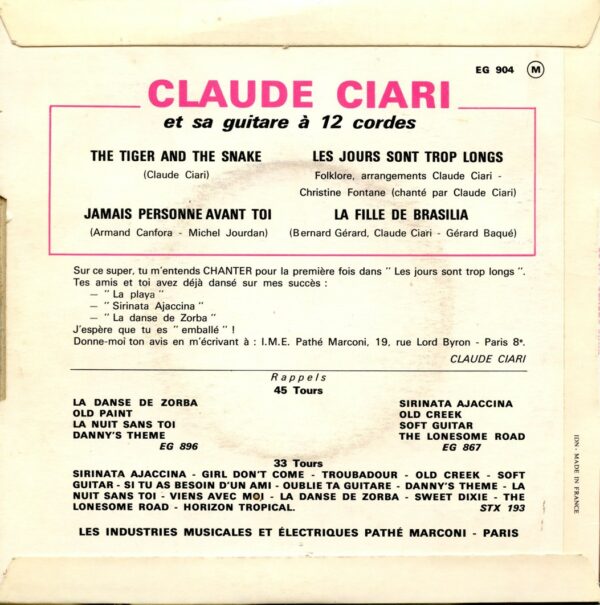 EG 904 M
CLAUDE CIARI
et sa guitare à 12 cordes
THE TIGER AND THE SNAKE
(Claude Ciari)
LES JOURS SONT TROP LONGS
Folklore, arrangements Claude Ciari -
Christine Fontane (chanté par Claude Ciari)
JAMAIS PERSONNE AVANT TOI
(Armand Canfora - Michel Jourdan)
LA FILLE DE BRASILIA
(Bernard Gérard, Claude Ciari - Gérard Baqué)
Sur ce super, tu m'entends CHANTER pour la première fois dans " Les jours sont trop longs ".
Tes amis et toi avez déjà dansé sur mes succès :
— " La playa "
— " Sirinata Ajaccina "
— " La danse de Zorba "
J'espère que tu es " emballé " !
Donne-moi ton avis en m'écrivant à : I.M.E. Pathé Marconi, 19, rue Lord Byron - Paris 8e.
CLAUDE CIARI
Rappels
45 Tours
LA DANSE DE ZORBA
OLD PAINT
LA NUIT SANS TOI
DANNY'S THEME
EG 896
SIRINATA AJACCINA
OLD CREEK
SOFT GUITAR
THE LONESOME ROAD
EG 867
33 Tours
SIRINATA AJACCINA - GIRL DON'T COME - TROUBADOUR - OLD CREEK - SOFT
GUITAR - SI TU AS BESOIN D'UN AMI - OUBLIE TA GUITARE - DANNY'S THEME - LA
NUIT SANS TOI - VIENS AVEC MOI - LA DANSE DE ZORBA - SWEET DIXIE - THE
LONESOME ROAD - HORIZON TROPICAL. STX 193
LES INDUSTRIES MUSICALES ET ÉLECTRIQUES PATHÉ MARCONI - PARIS
IDN - MADE IN FRANCE